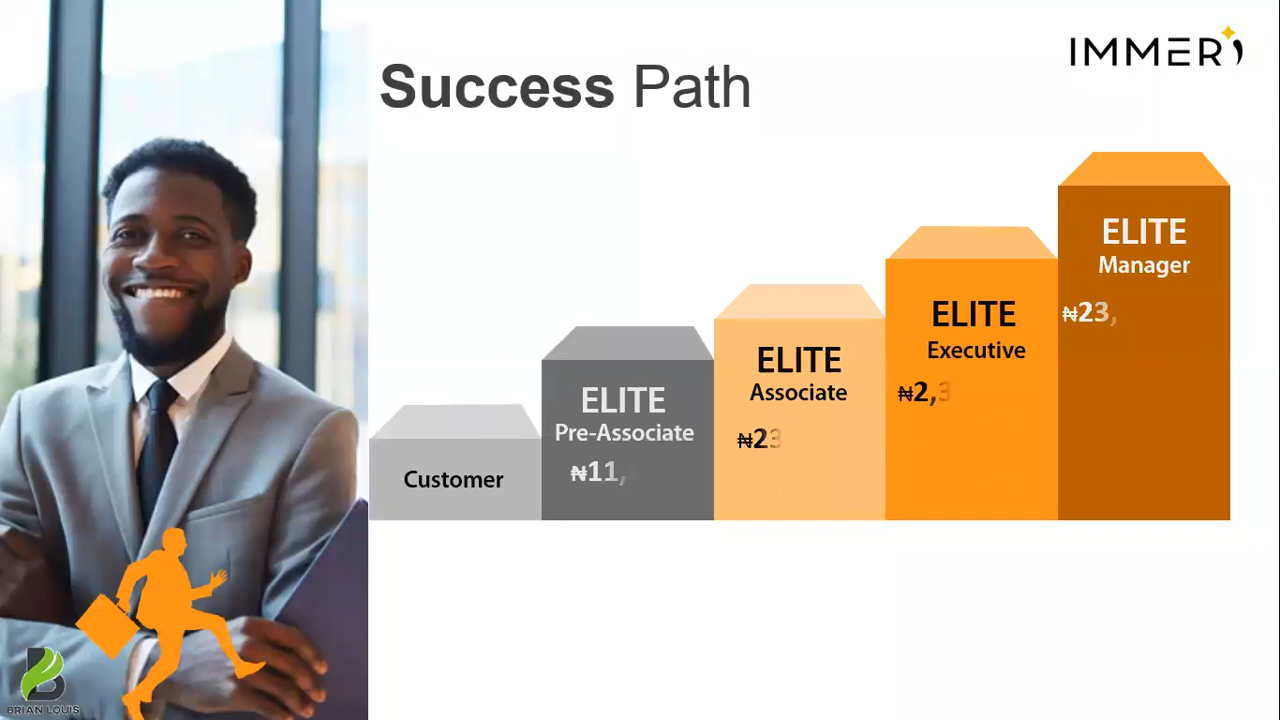 Success Path
IMMERI
Customer
ELITE
Pre-Associate
₦11,
ELITE
Associate
₦23
ELITE
Executive
₦2,3
ELITE
Manager
₦23,
BRIAN LOUIS